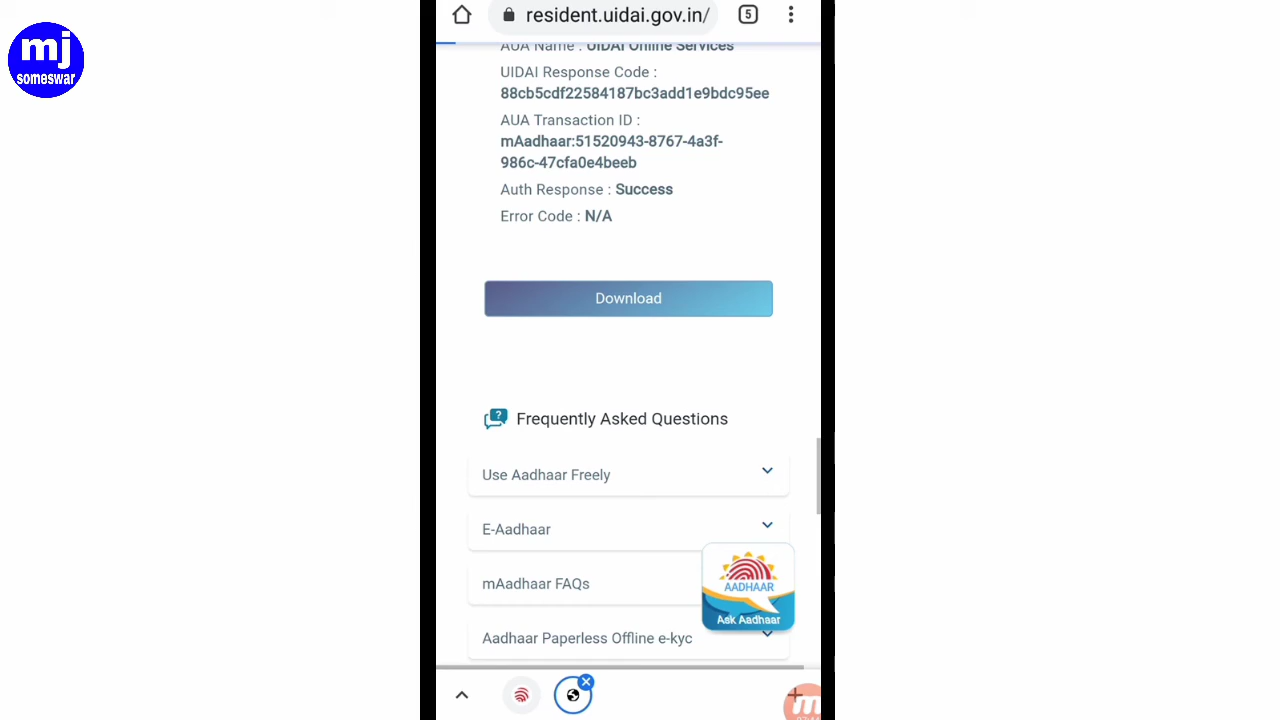 mj
someswar
resident.uidai.gov.in/
5
AUA Name : UIDAI Online Services
UIDAI Response Code :
88cb5cdf22584187bc3add1e9bdc95ee
AUA Transaction ID :
mAadhaar:51520943-8767-4a3f-
986c-47cfa0e4beeb
Auth Response : Success
Error Code : N/A
Download
Frequently Asked Questions
Use Aadhaar Freely
E-Aadhaar
mAadhaar FAQs
AADHAAR
Ask Aadhaar
Aadhaar Paperless Offline e-kyc